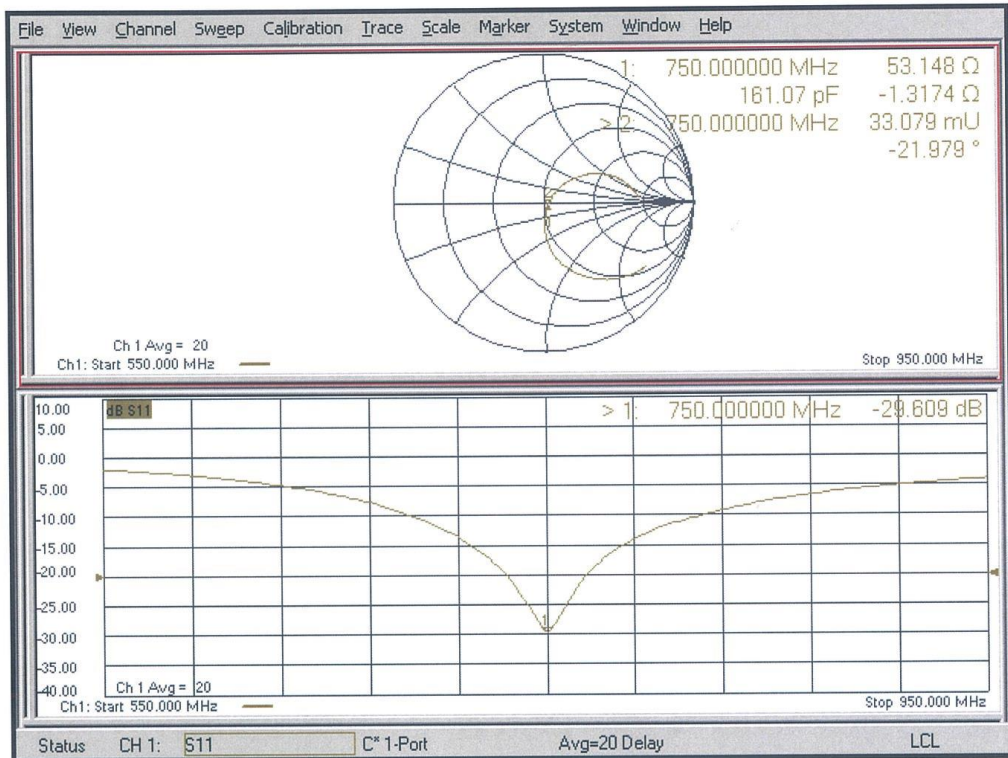 File View Channel Sweep Calibration Trace Scale Marker System Window Help
1: 750.000000 MHz 53.148 Ω
161.07 pF -1.3174 Ω
> 2: 750.000000 MHz 33.079 mU
-21.979 °
Ch 1 Avg = 20
Ch1: Start 550.000 MHz
Stop 950.000 MHz
dB S11
> 1: 750.000000 MHz -29.609 dB
10.00
5.00
0.00
-5.00
-10.00
-15.00
-20.00
-25.00
-30.00
-35.00
-40.00
1
Ch 1 Avg = 20
Ch1: Start 550.000 MHz
Stop 950.000 MHz
Status CH 1: S11 C* 1-Port Avg=20 Delay LCL